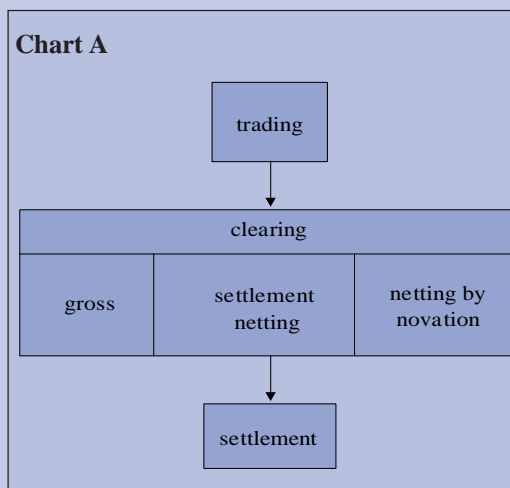 Chart A
trading
clearing
gross
settlement
netting
netting by
novation
settlement